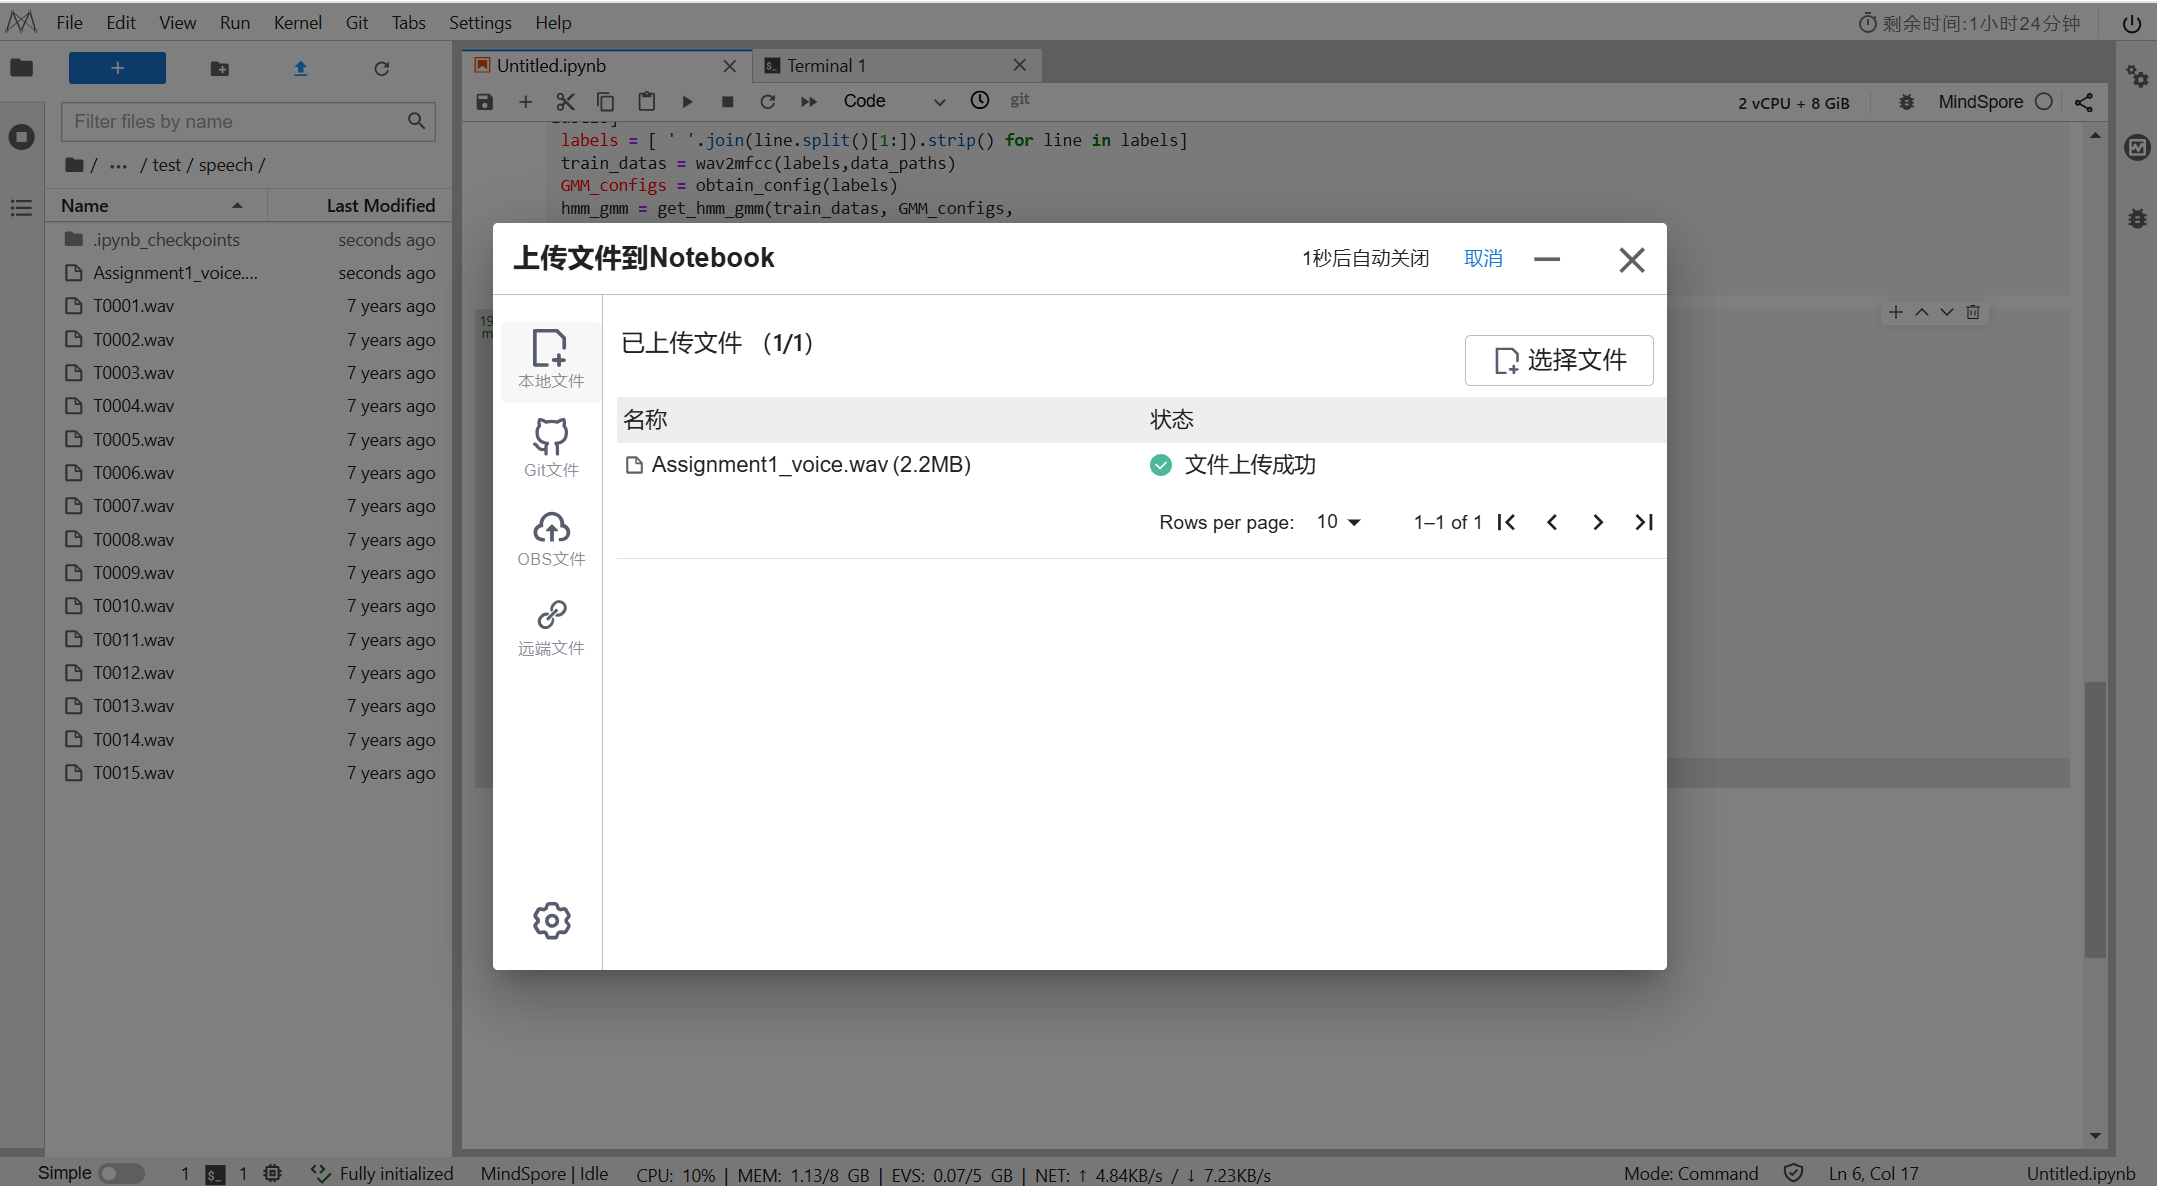 File Edit View Run Kernel Git Tabs Settings Help
剩余时间:1小时24分钟
Filter files by name
/ ··· / test / speech /
Name Last Modified
.ipynb_checkpoints seconds ago
Assignment1_voice.... seconds ago
T0001.wav 7 years ago
T0002.wav 7 years ago
T0003.wav 7 years ago
T0004.wav 7 years ago
T0005.wav 7 years ago
T0006.wav 7 years ago
T0007.wav 7 years ago
T0008.wav 7 years ago
T0009.wav 7 years ago
T0010.wav 7 years ago
T0011.wav 7 years ago
T0012.wav 7 years ago
T0013.wav 7 years ago
T0014.wav 7 years ago
T0015.wav 7 years ago
Untitled.ipynb
Terminal 1
Code
git
2 vCPU + 8 GiB
MindSpore
labels = [ ' '.join(line.split()[1:]).strip() for line in labels]
train_datas = wav2mfcc(labels,data_paths)
GMM_configs = obtain_config(labels)
hmm_gmm = get_hmm_gmm(train_datas, GMM_configs,
19
m
上传文件到Notebook
1秒后自动关闭
取消
本地文件
Git文件
OBS文件
远端文件
已上传文件 （1/1）
选择文件
名称 状态
Assignment1_voice.wav (2.2MB) 文件上传成功
Rows per page: 10 1–1 of 1
Simple 1 1 Fully initialized MindSpore | Idle CPU: 10% | MEM: 1.13/8 GB | EVS: 0.07/5 GB | NET: ↑ 4.84KB/s / ↓ 7.23KB/s Mode: Command Ln 6, Col 17 Untitled.ipynb